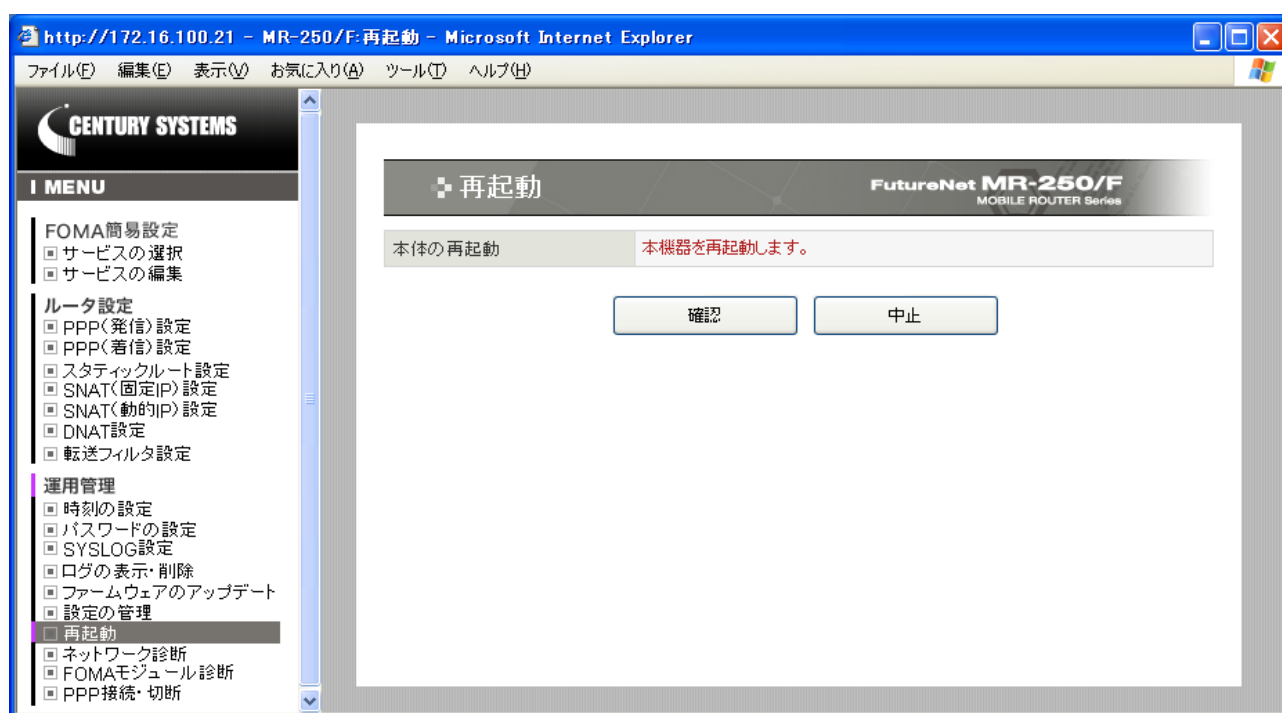 http://172.16.100.21 - MR-250/F:再起動 - Microsoft Internet Explorer
ファイル(F) 編集(E) 表示(V) お気に入り(A) ツール(T) ヘルプ(H)
CENTURY SYSTEMS
MENU
FOMA簡易設定
サービスの選択
サービスの編集
ルータ設定
PPP(発信)設定
PPP(着信)設定
スタティックルート設定
SNAT(固定IP)設定
SNAT(動的IP)設定
DNAT設定
転送フィルタ設定
運用管理
時刻の設定
パスワードの設定
SYSLOG設定
ログの表示・削除
ファームウェアのアップデート
設定の管理
再起動
ネットワーク診断
FOMAモジュール診断
PPP接続・切断
再起動
FutureNet MR-250/F
MOBILE ROUTER Series
本体の再起動 本機器を再起動します。
確認 中止